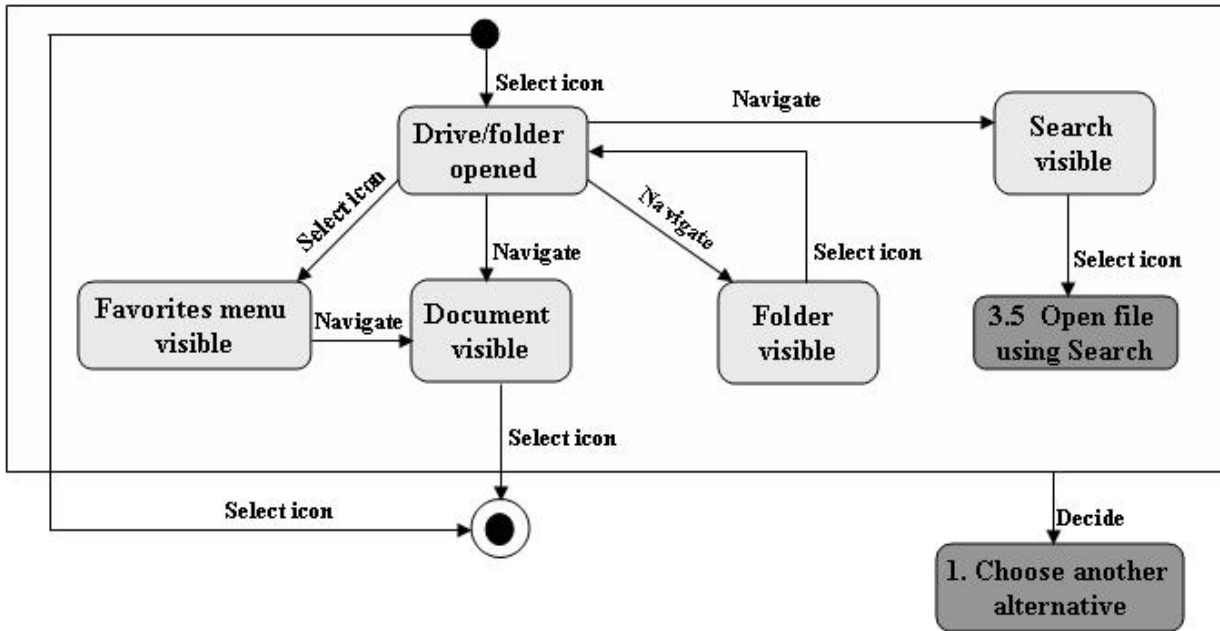 Select icon
Navigate
Drive/folder
opened
Search
visible
Select icon
Navigate
Navigate
Select icon
Select icon
Favorites menu
visible
Navigate
Document
visible
Folder
visible
3.5 Open file
using Search
Select icon
Select icon
Decide
1. Choose another
alternative